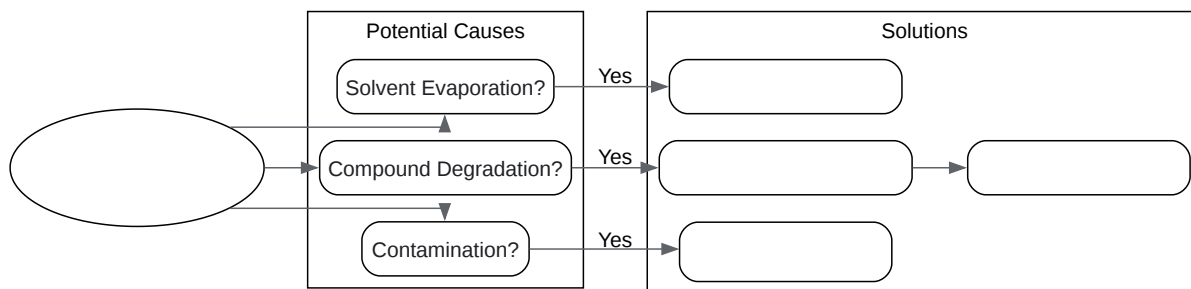 Potential Causes
Solutions
Solvent Evaporation?
Yes
Compound Degradation?
Yes
Contamination?
Yes